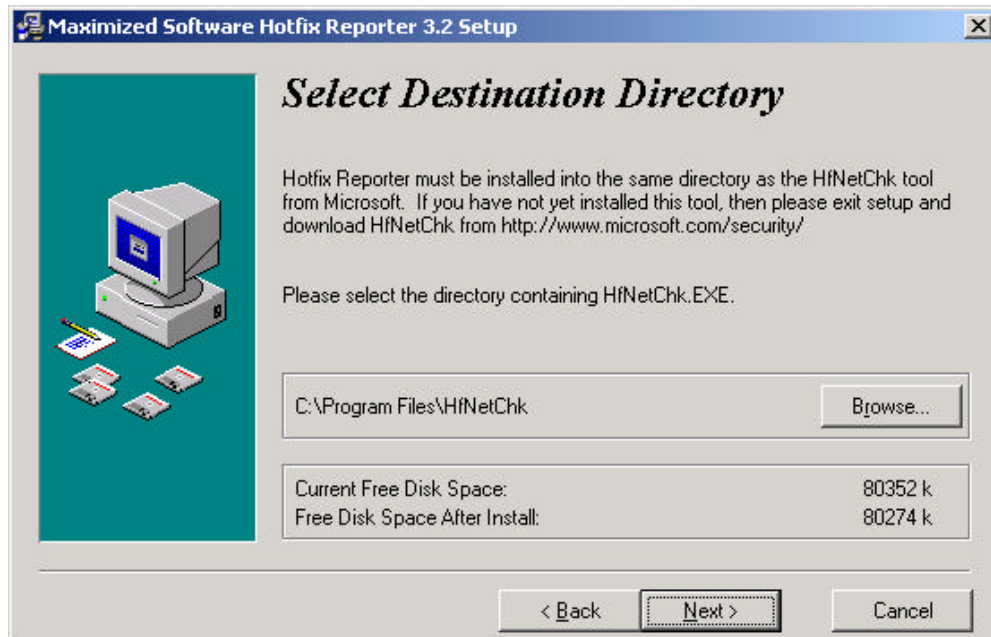 Maximized Software Hotfix Reporter 3.2 Setup
Select Destination Directory
Hotfix Reporter must be installed into the same directory as the HfNetChk tool
from Microsoft. If you have not yet installed this tool, then please exit setup and
download HfNetChk from http://www.microsoft.com/security/
Please select the directory containing HfNetChk.EXE.
C:\Program Files\HfNetChk
Browse...
Current Free Disk Space: 80352 k
Free Disk Space After Install: 80274 k
< Back Next > Cancel